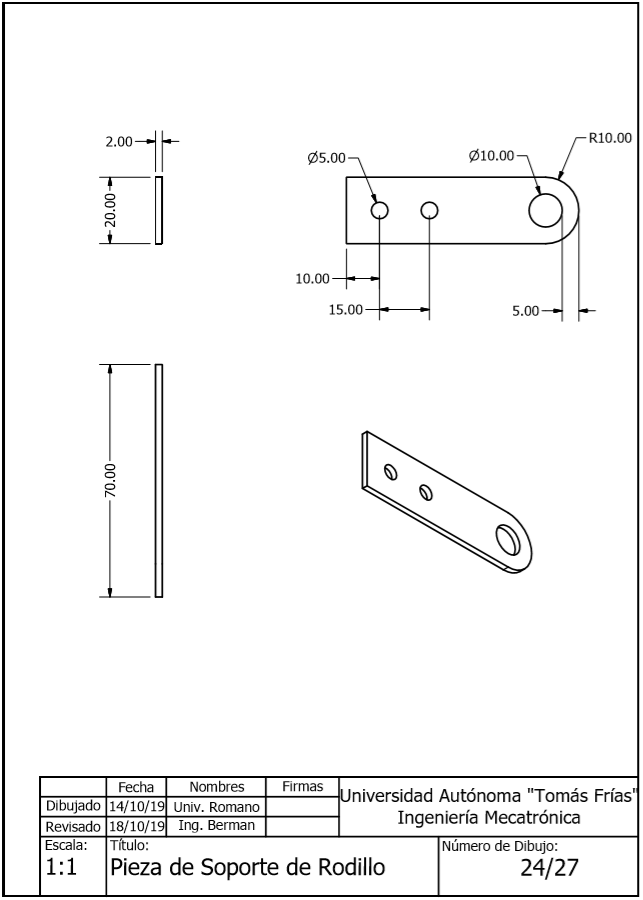 2.00
20.00
Ø5.00
Ø10.00
R10.00
10.00
15.00
5.00
70.00
Fecha Nombres Firmas
Dibujado 14/10/19 Univ. Romano
Revisado 18/10/19 Ing. Berman
Universidad Autónoma "Tomás Frías"
Ingeniería Mecatrónica
Escala:
1:1
Título:
Pieza de Soporte de Rodillo
Número de Dibujo:
24/27